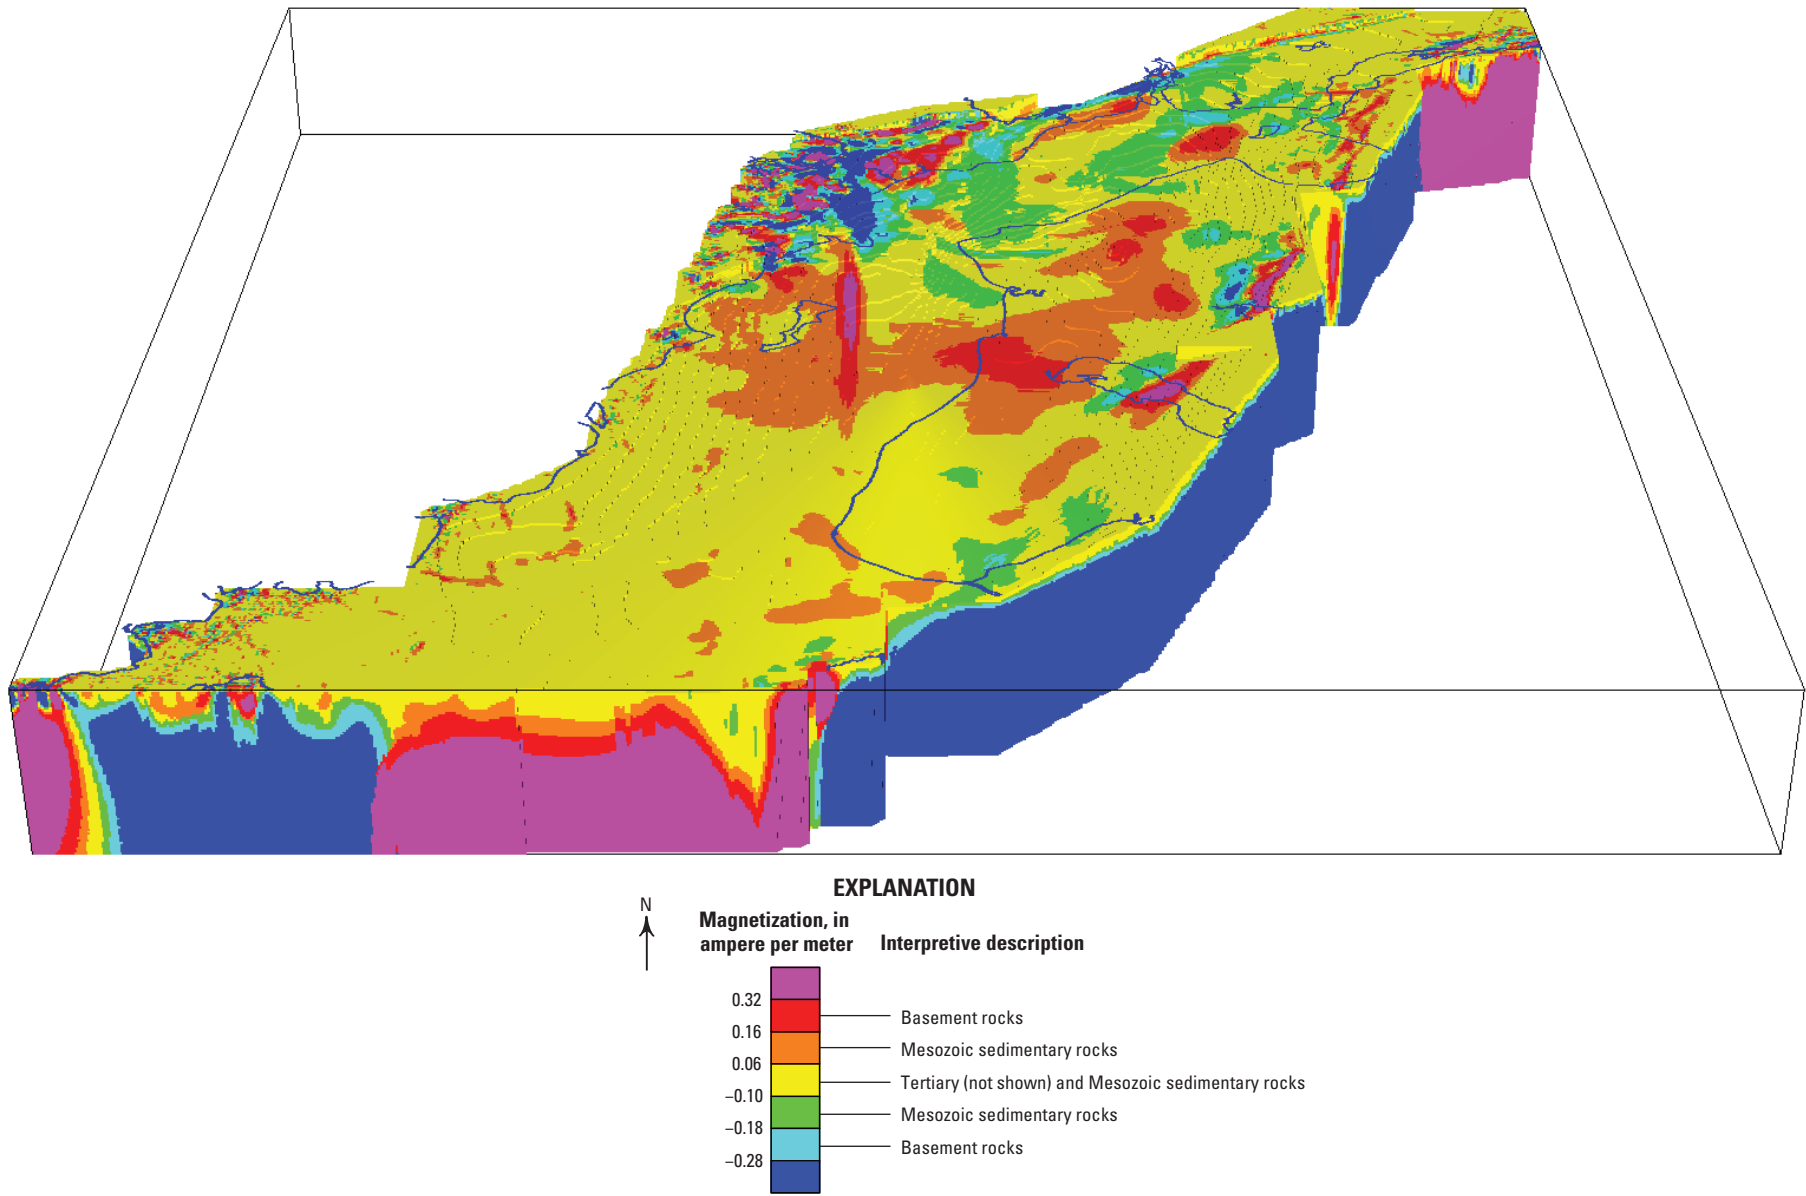 EXPLANATION
N
Magnetization, in
ampere per meter
Interpretive description
0.32
Basement rocks
0.16
Mesozoic sedimentary rocks
0.06
Tertiary (not shown) and Mesozoic sedimentary rocks
−0.10
Mesozoic sedimentary rocks
−0.18
Basement rocks
−0.28